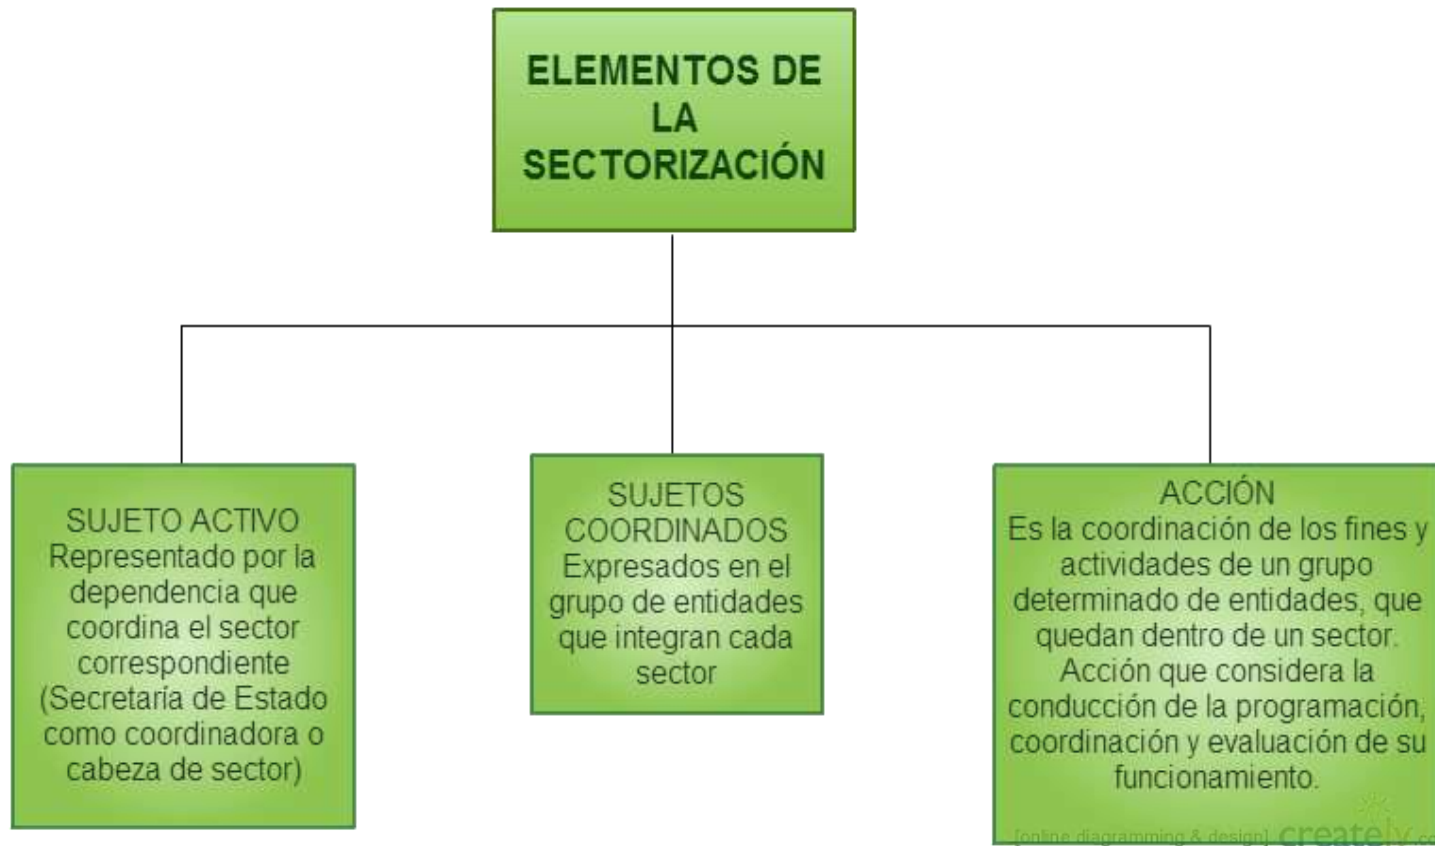 ELEMENTOS DE
LA
SECTORIZACIÓN
SUJETO ACTIVO
Representado por la
dependencia que
coordina el sector
correspondiente
(Secretaría de Estado
como coordinadora o
cabeza de sector)
SUJETOS
COORDINADOS
Expresados en el
grupo de entidades
que integran cada
sector
ACCIÓN
Es la coordinación de los fines y
actividades de un grupo
determinado de entidades, que
quedan dentro de un sector.
Acción que considera la
conducción de la programación,
coordinación y evaluación de su
funcionamiento.
[online diagramming & design] creately.co